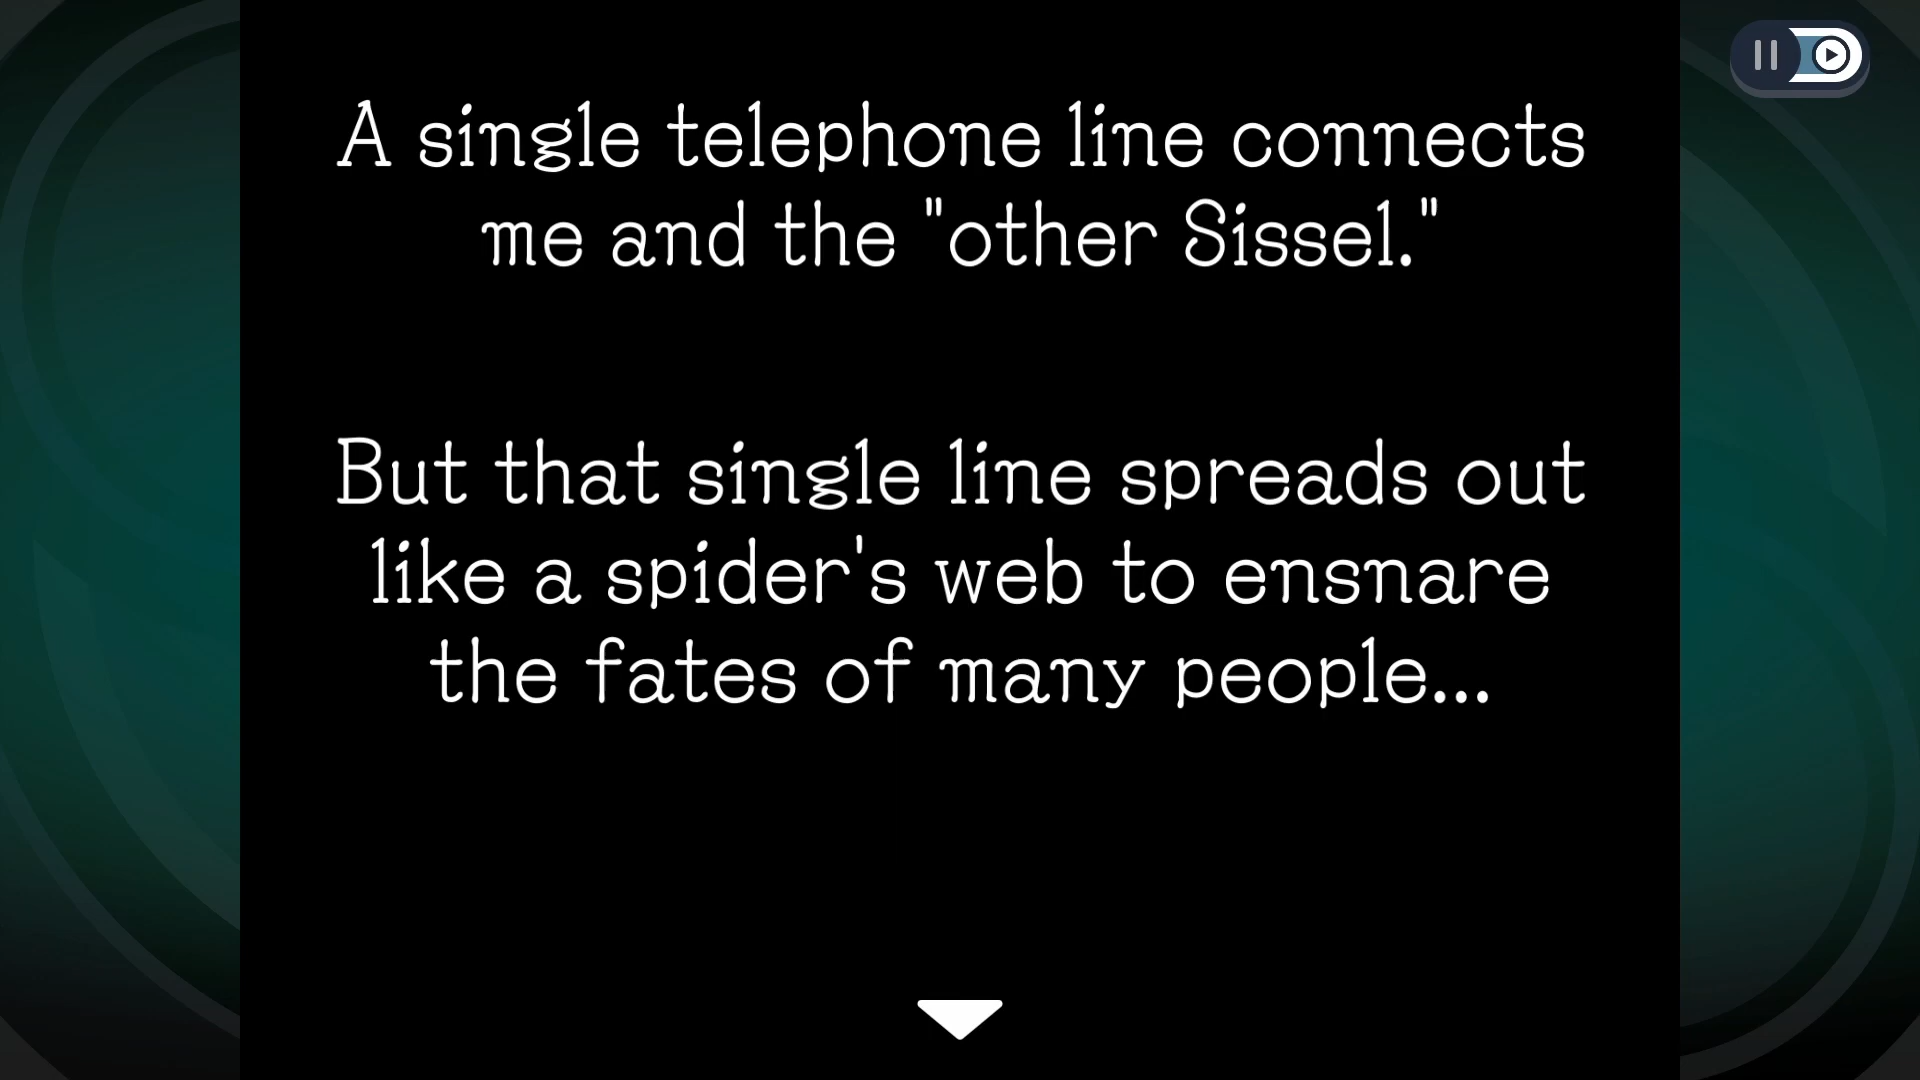 A single telephone line connects
me and the "other Sissel."
But that single line spreads out
like a spider's web to ensnare
the fates of many people...